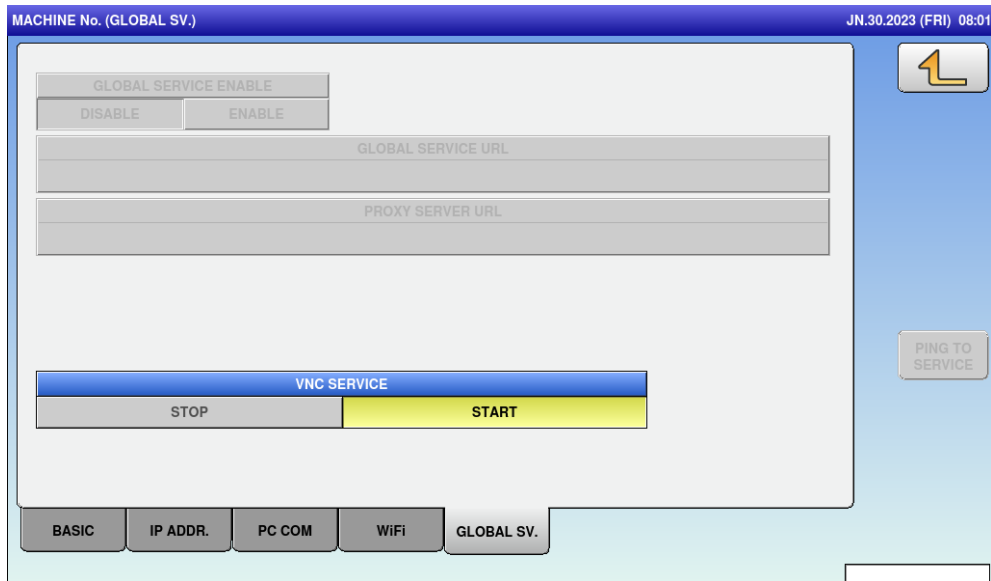 MACHINE No. (GLOBAL SV.) JN.30.2023 (FRI) 08:01
GLOBAL SERVICE ENABLE
DISABLE ENABLE
GLOBAL SERVICE URL
PROXY SERVER URL
PING TO
SERVICE
VNC SERVICE
STOP START
BASIC IP ADDR. PC COM WiFi GLOBAL SV.